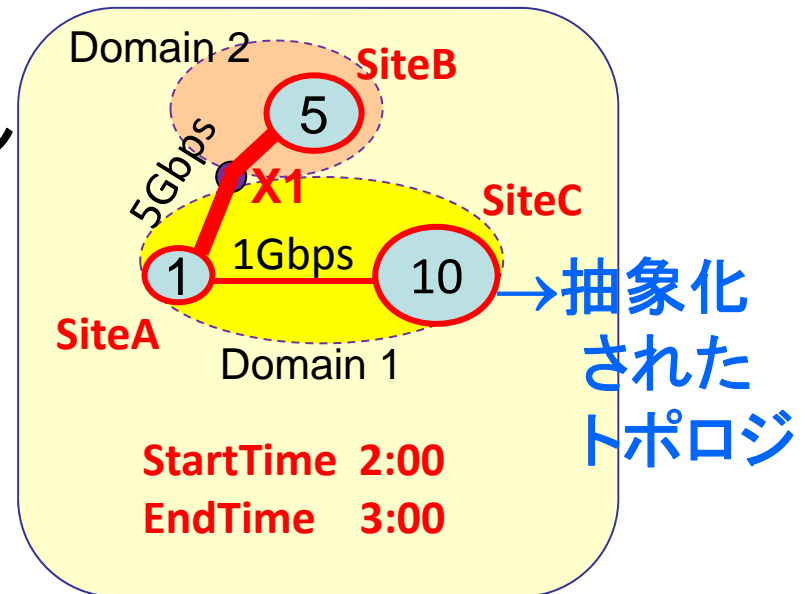 Domain 2
SiteB
5
5Gbps
X1
SiteC
1Gbps
1
10
→抽象化
された
トポロジ
SiteA
Domain 1
StartTime 2:00
EndTime 3:00